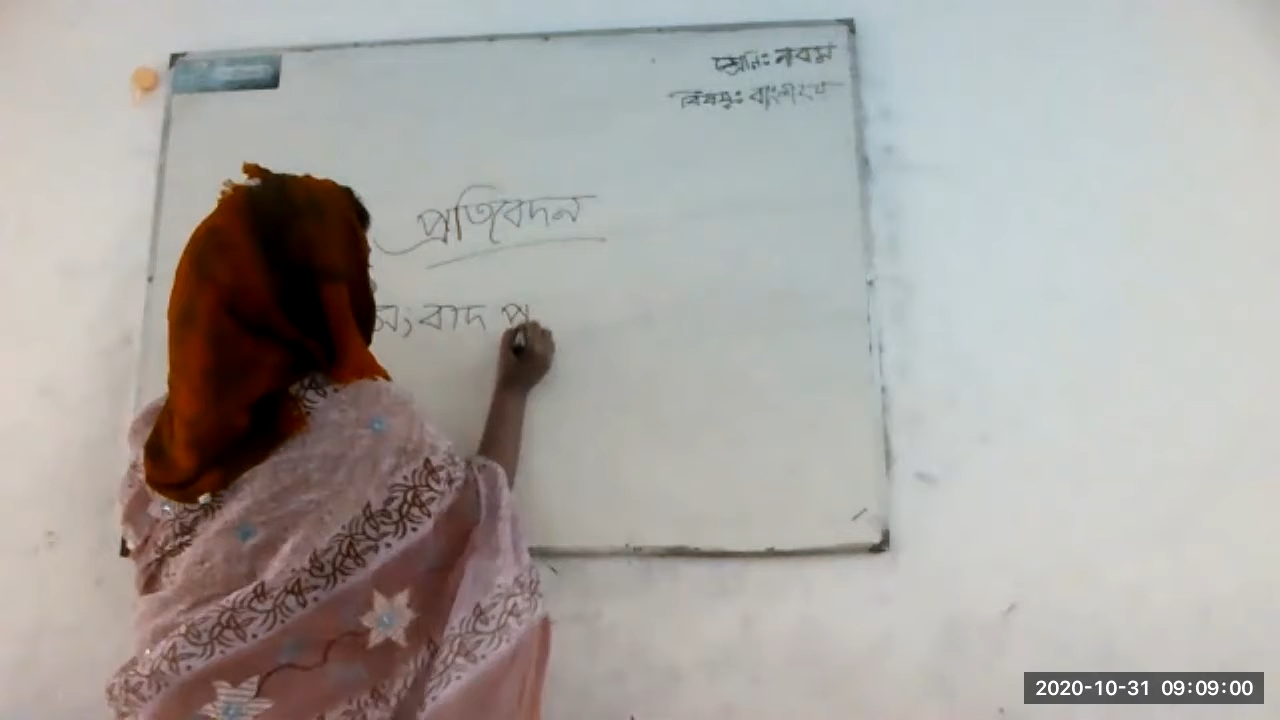 শ্রেনি: নবম
বিষয়: বাংলা ২য়
প্রতিবেদন
সংবাদ প
2020-10-31 09:09:00